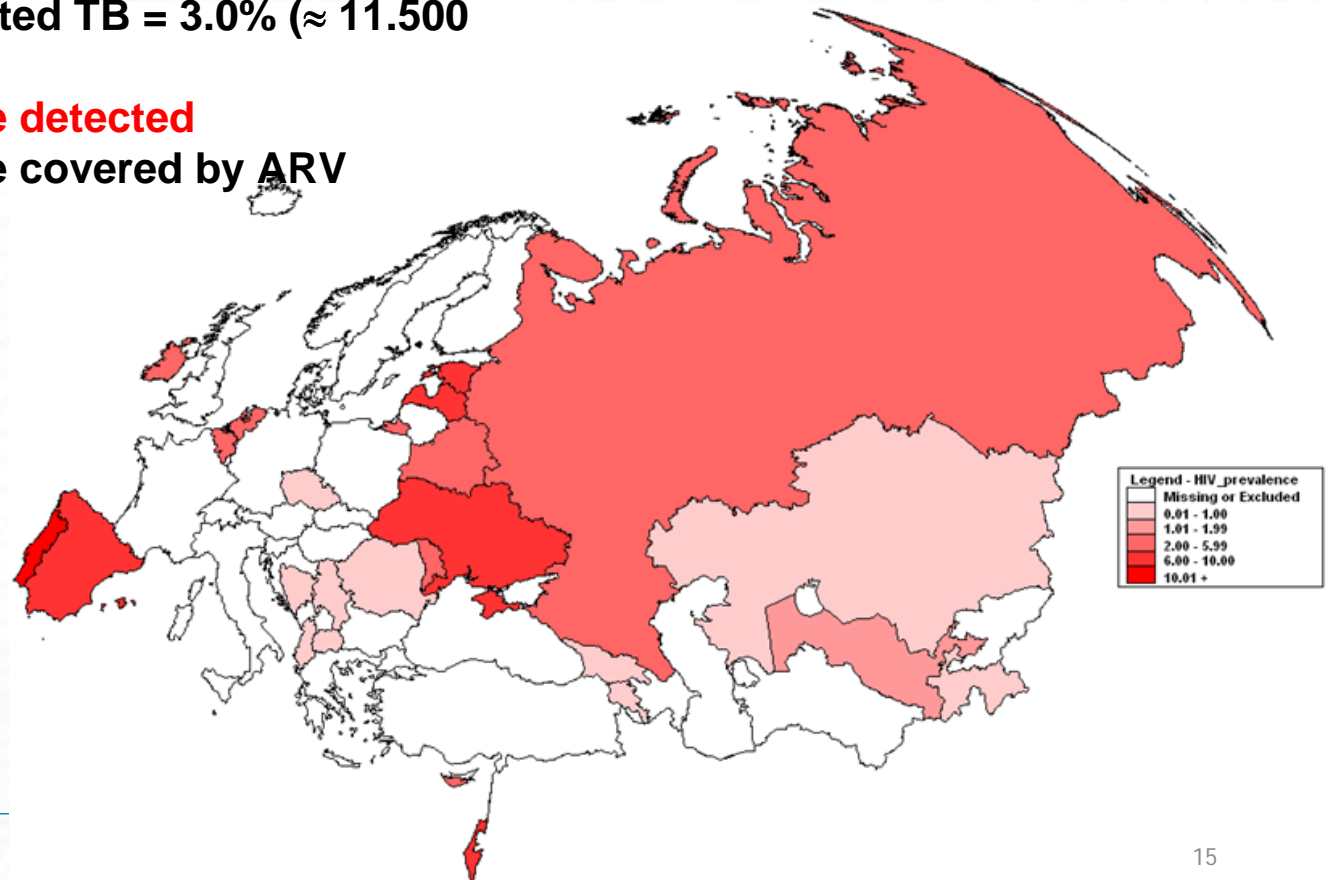 ted TB = 3.0% (≈ 11.500
e detected
e covered by ARV
Legend - HIV_prevalence
Missing or Excluded
0.01 - 1.00
1.01 - 1.99
2.00 - 5.99
6.00 - 10.00
10.01 +
15